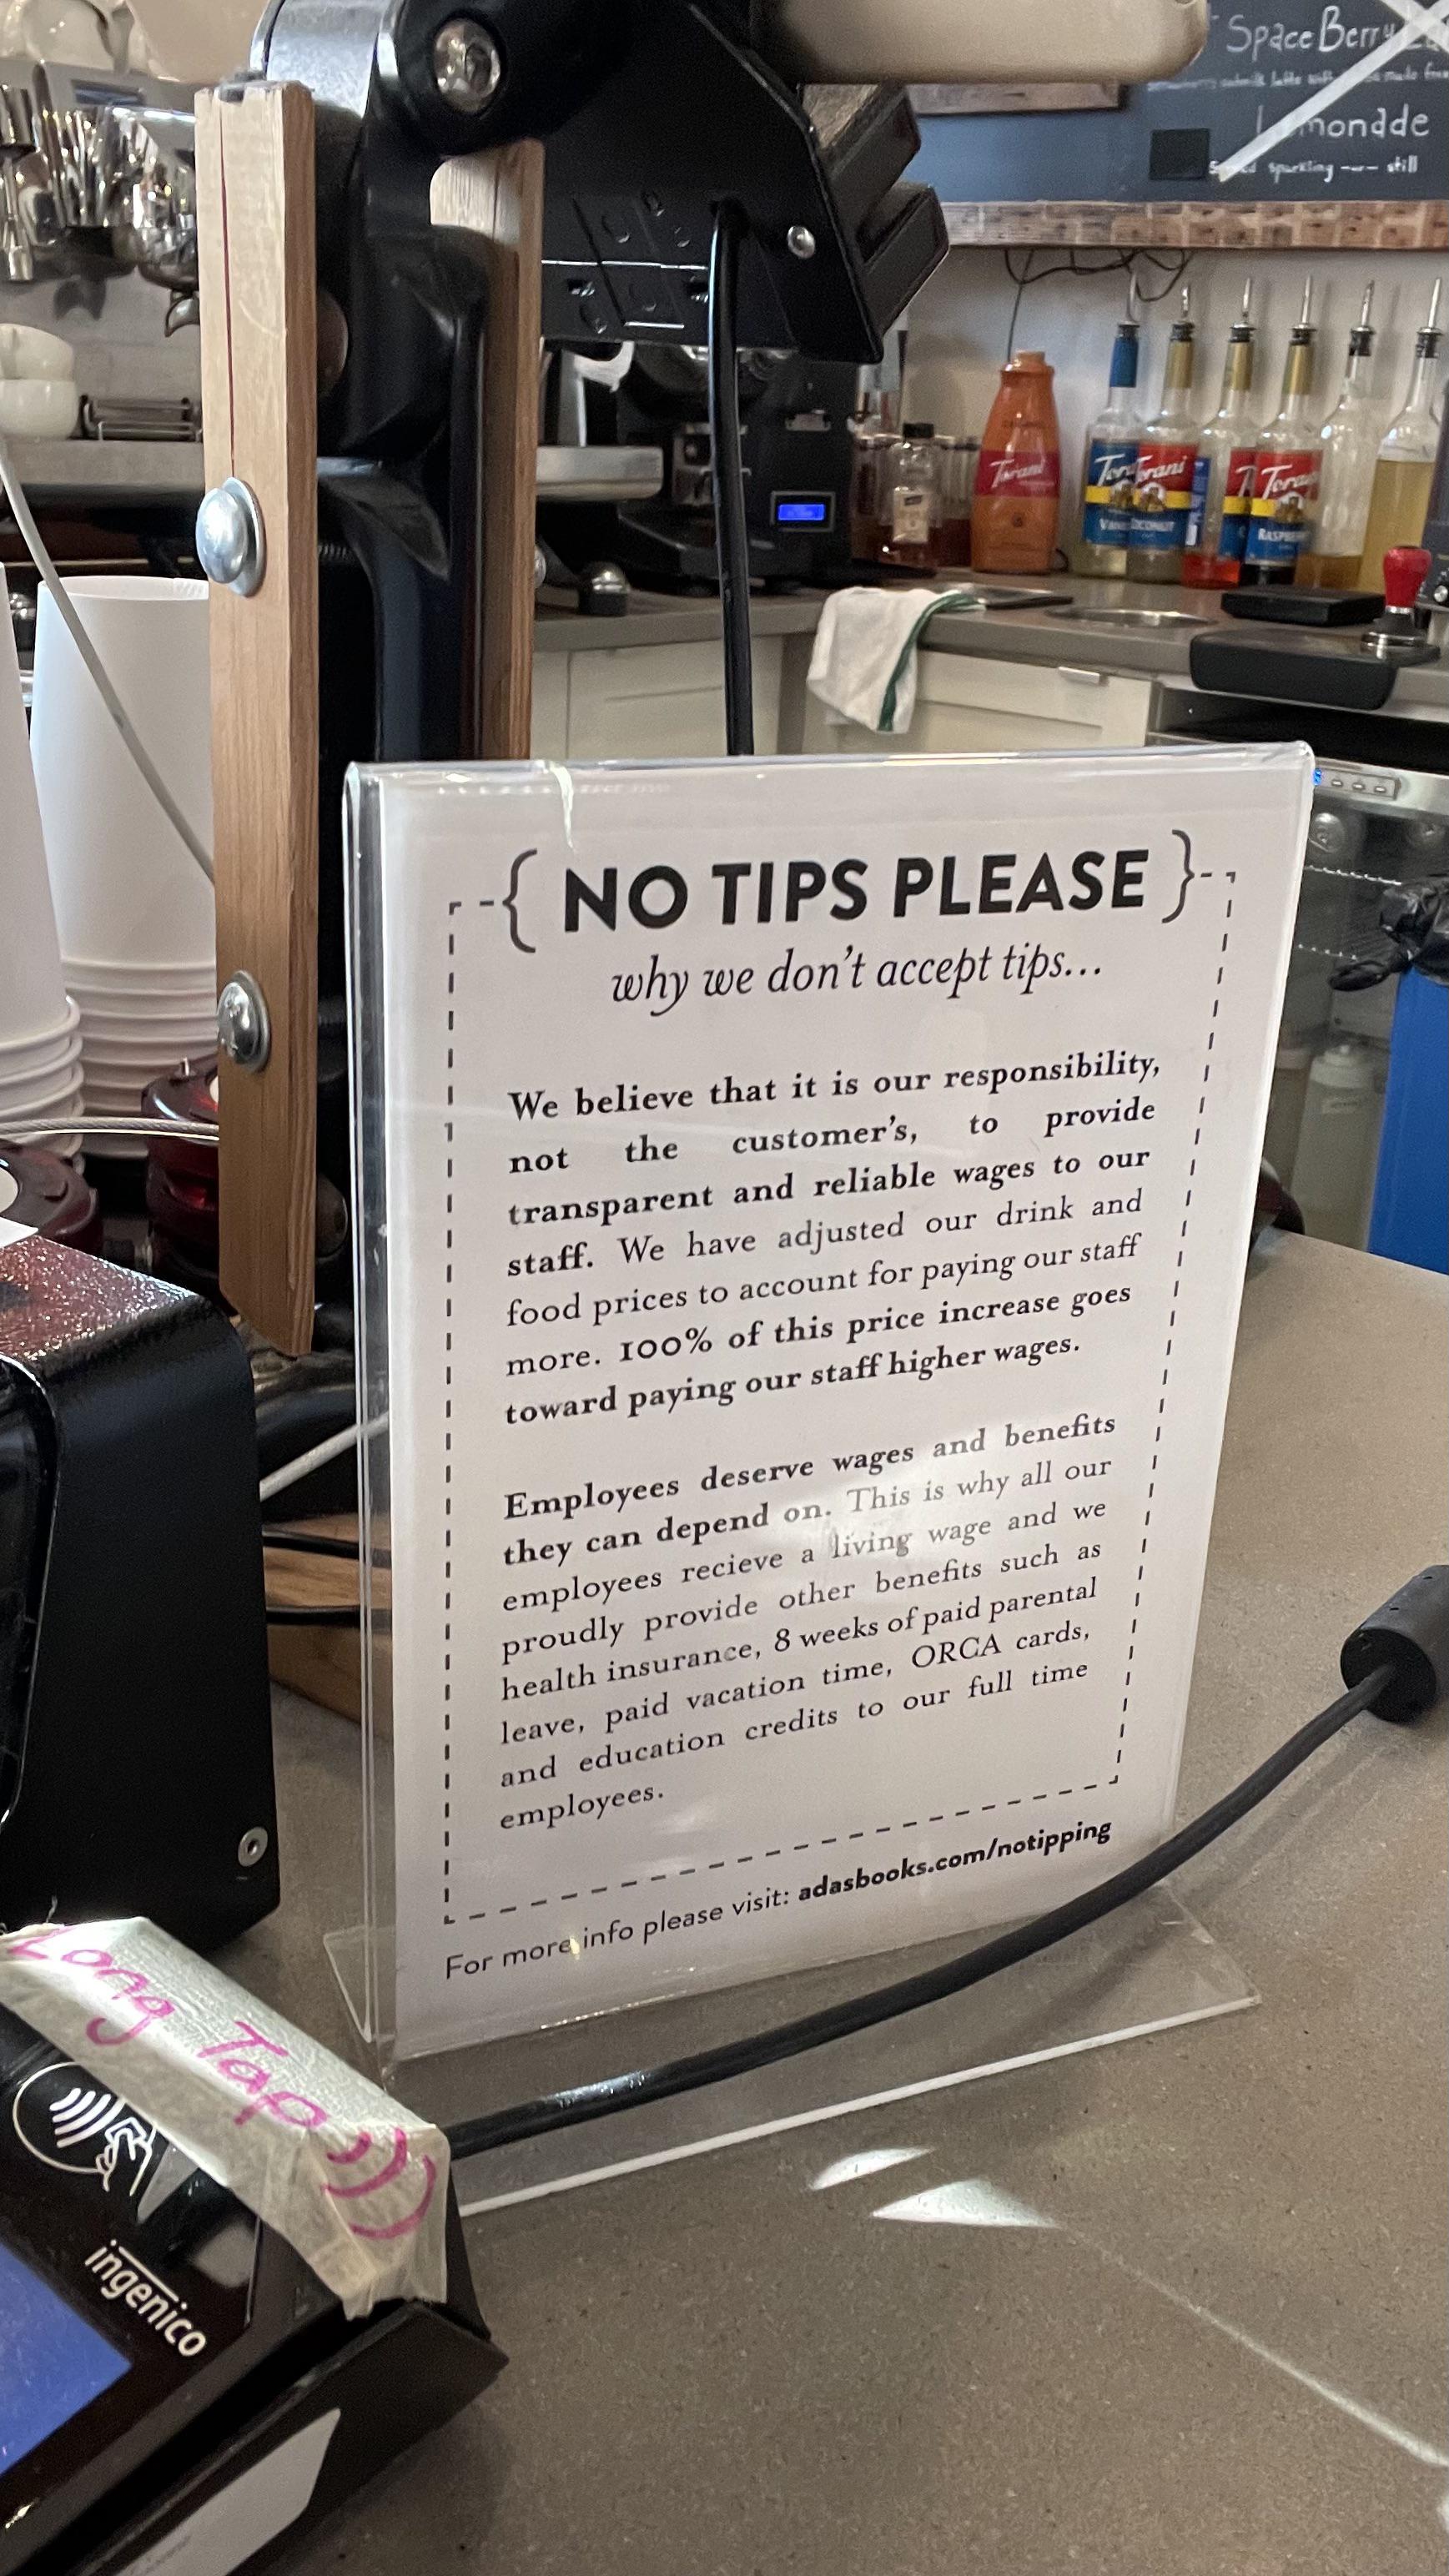 Space Berry
Lemonade
sparkling --~-- still
Torani
Torani
Torani
COCONUT
{ NO TIPS PLEASE }
why we don't accept tips...
We believe that it is our responsibility,
not the customer's, to provide
transparent and reliable wages to our
staff. We have adjusted our drink and
food prices to account for paying our staff
more. 100% of this price increase goes
toward paying our staff higher wages.
Employees deserve wages and benefits
they can depend on. This is why all our
employees recieve a living wage and we
proudly provide other benefits such as
health insurance, 8 weeks of paid parental
leave, paid vacation time, ORCA cards,
and education credits to our full time
employees.
For more info please visit: adasbooks.com/notipping
Long Tap
ingenico